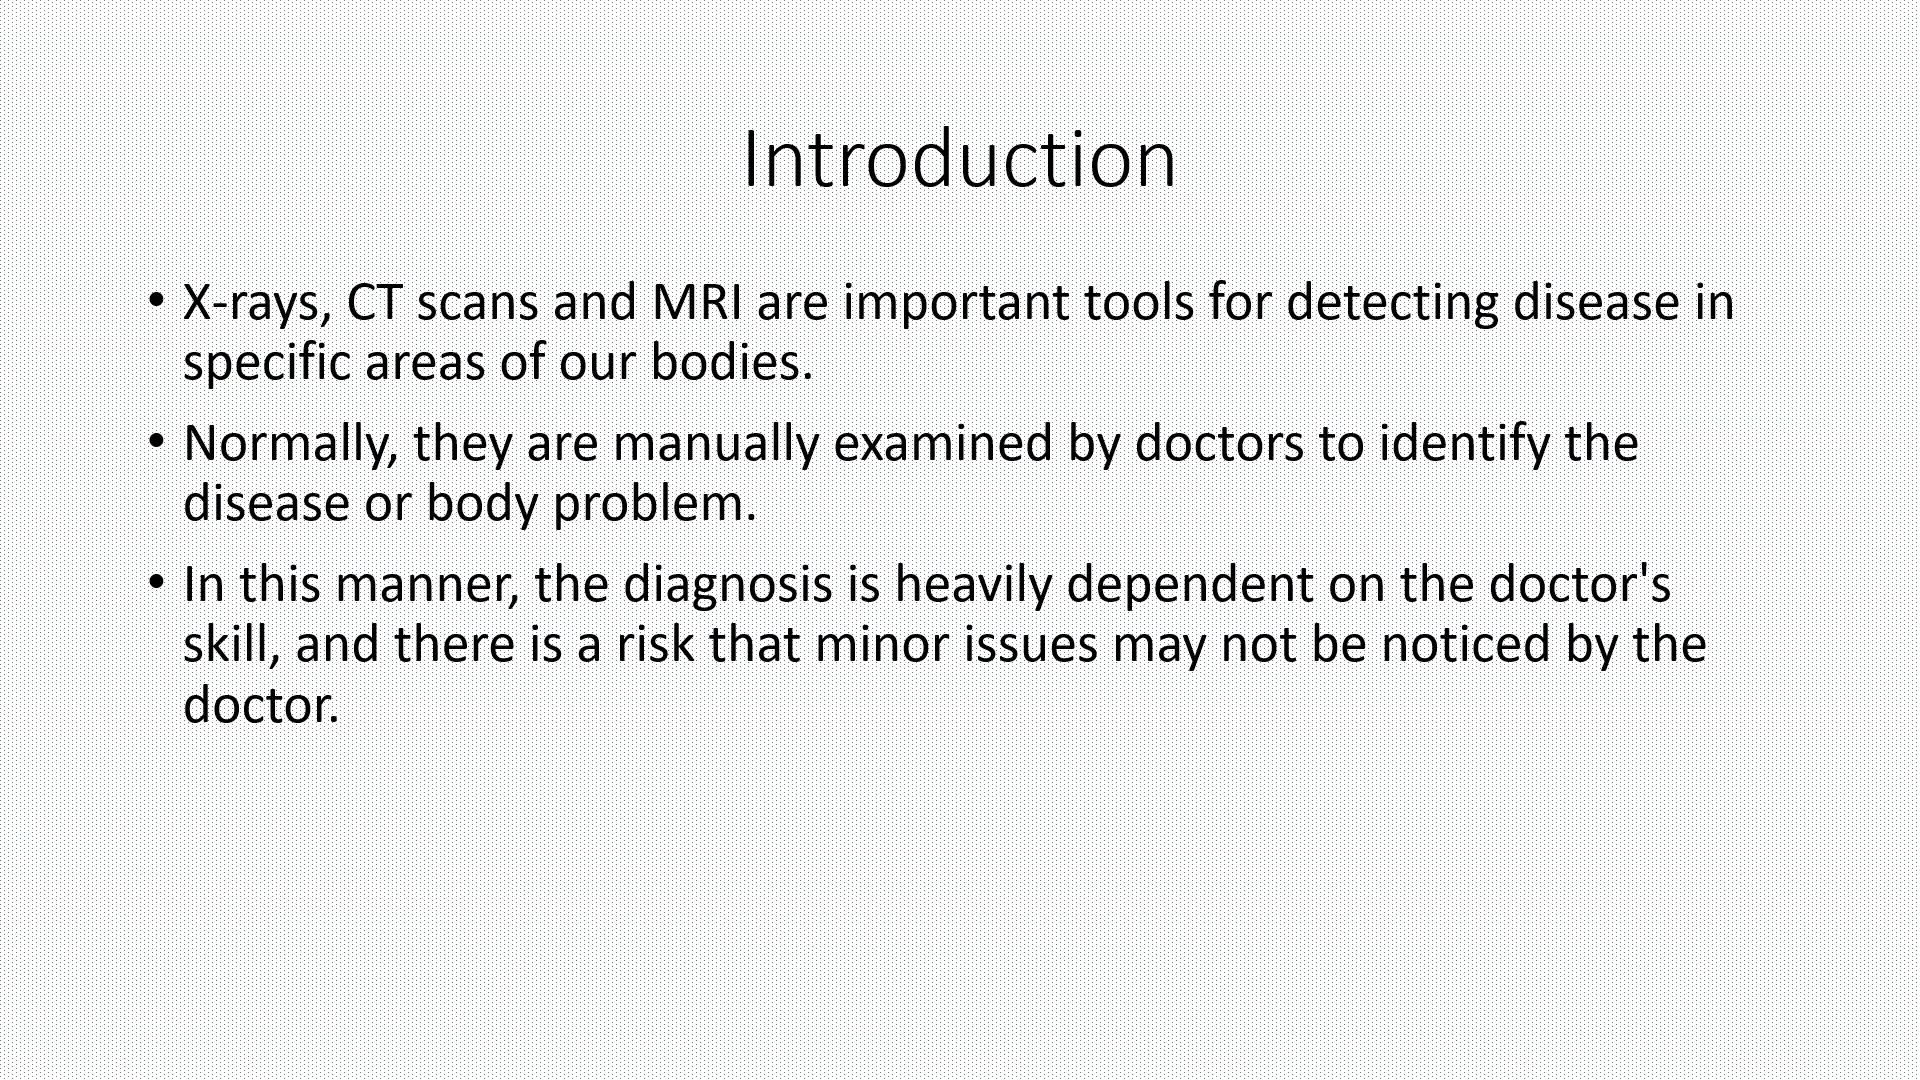 Introduction
• X-rays, CT scans and MRI are important tools for detecting disease in
specific areas of our bodies.
• Normally, they are manually examined by doctors to identify the
disease or body problem.
• In this manner, the diagnosis is heavily dependent on the doctor's
skill, and there is a risk that minor issues may not be noticed by the
doctor.